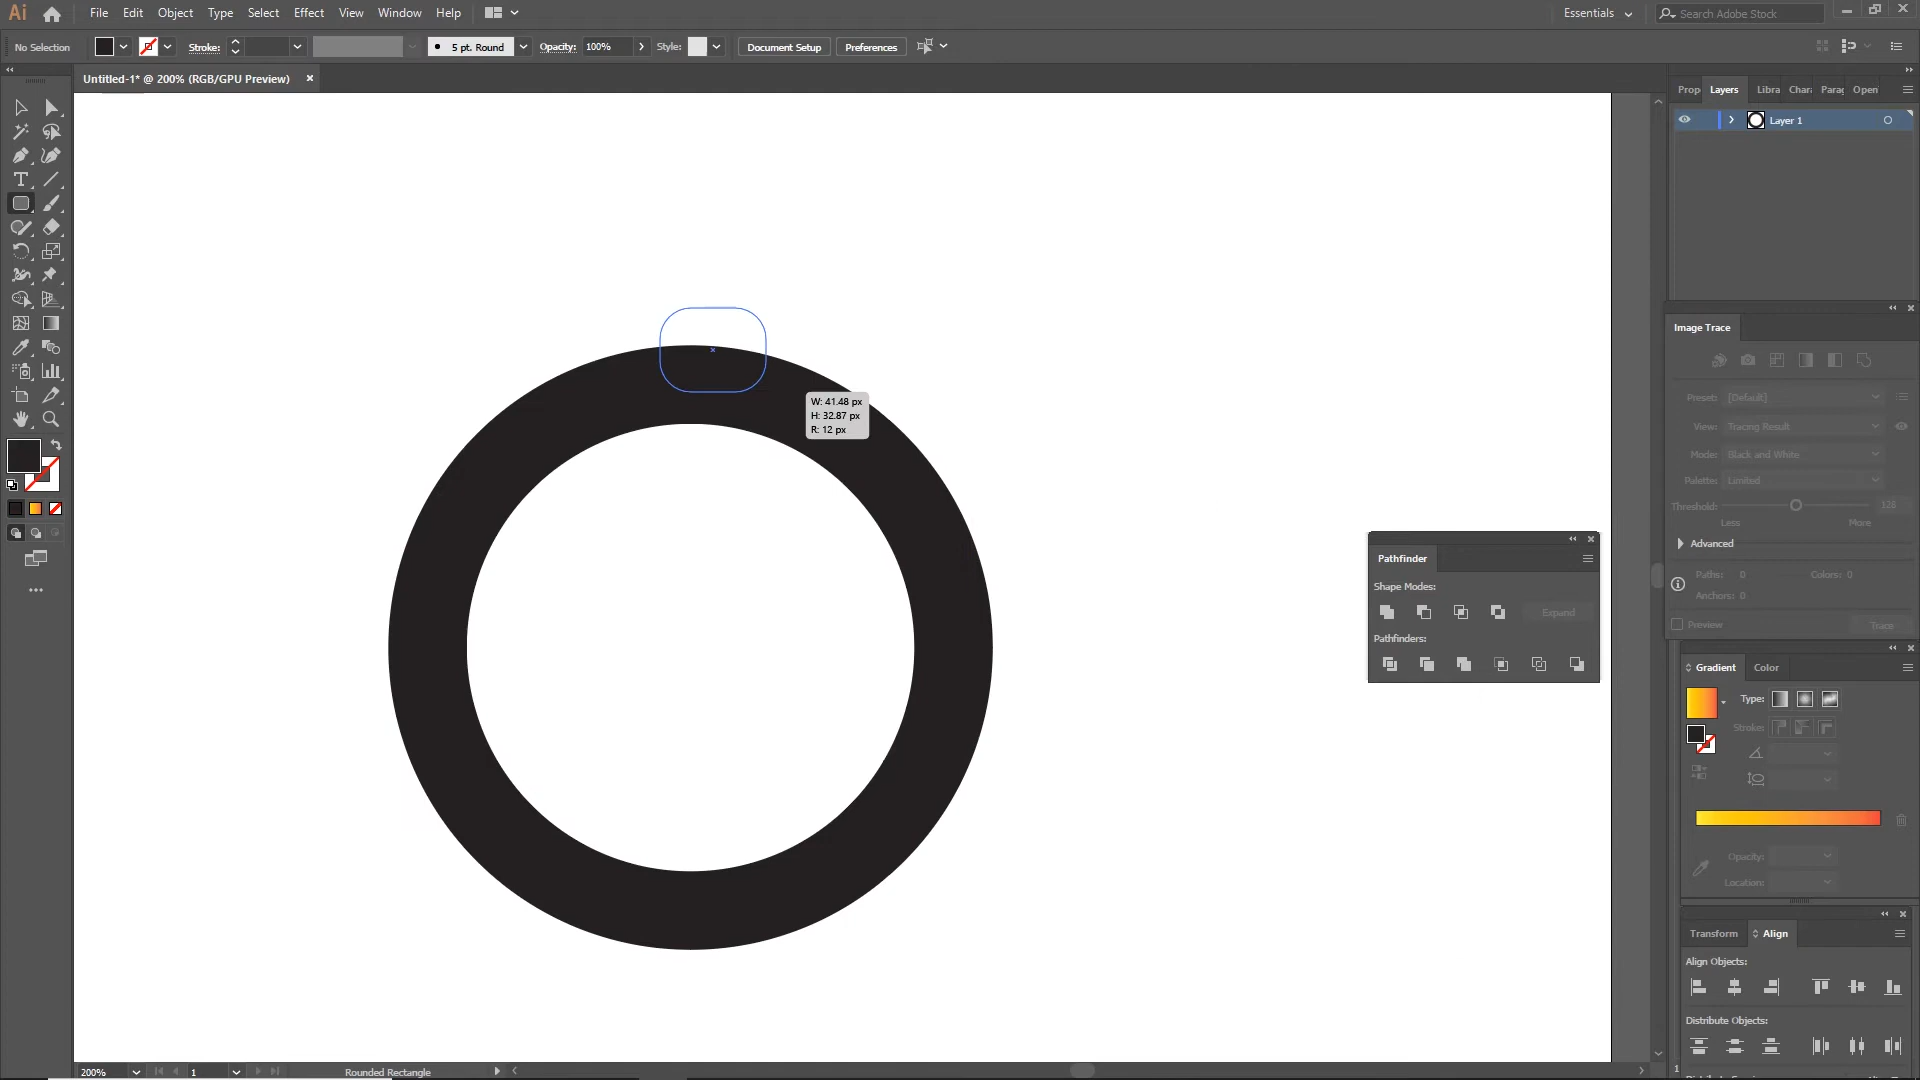 Ai File Edit Object Type Select Effect View Window Help Essentials Search Adobe Stock
No Selection Stroke: 5 pt. Round Opacity: 100% Style: Document Setup Preferences
Untitled-1* @ 200% (RGB/GPU Preview)
Prop Layers Libra Chara Parag Open
Layer 1
Image Trace
Preset: [Default]
View: Tracing Result
Mode: Black and White
Palette: Limited
Threshold: 128
Less More
Advanced
Paths: 0 Colors: 0
Anchors: 0
Preview Trace
W: 41.48 px
H: 32.87 px
R: 12 px
Pathfinder
Shape Modes:
Expand
Pathfinders:
Gradient Color
Type:
Stroke:
Opacity:
Location:
Transform Align
Align Objects:
Distribute Objects:
200% 1 Rounded Rectangle